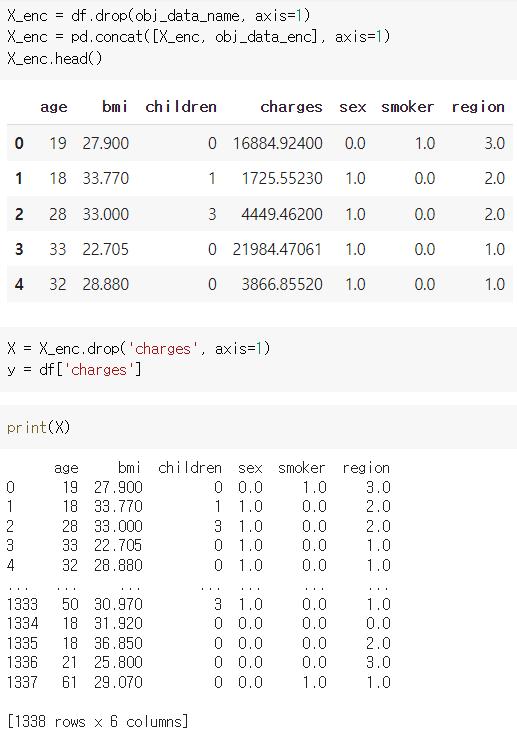 X_enc = df.drop(obj_data_name, axis=1)
X_enc = pd.concat([X_enc, obj_data_enc], axis=1)
X_enc.head()
age bmi children charges sex smoker region
0 19 27.900 0 16884.92400 0.0 1.0 3.0
1 18 33.770 1 1725.55230 1.0 0.0 2.0
2 28 33.000 3 4449.46200 1.0 0.0 2.0
3 33 22.705 0 21984.47061 1.0 0.0 1.0
4 32 28.880 0 3866.85520 1.0 0.0 1.0
X = X_enc.drop('charges', axis=1)
y = df['charges']
print(X)
age bmi children sex smoker region
0 19 27.900 0 0.0 1.0 3.0
1 18 33.770 1 1.0 0.0 2.0
2 28 33.000 3 1.0 0.0 2.0
3 33 22.705 0 1.0 0.0 1.0
4 32 28.880 0 1.0 0.0 1.0
... ... ... ... ... ... ...
1333 50 30.970 3 1.0 0.0 1.0
1334 18 31.920 0 0.0 0.0 0.0
1335 18 36.850 0 0.0 0.0 2.0
1336 21 25.800 0 0.0 0.0 3.0
1337 61 29.070 0 0.0 1.0 1.0
[1338 rows x 6 columns]